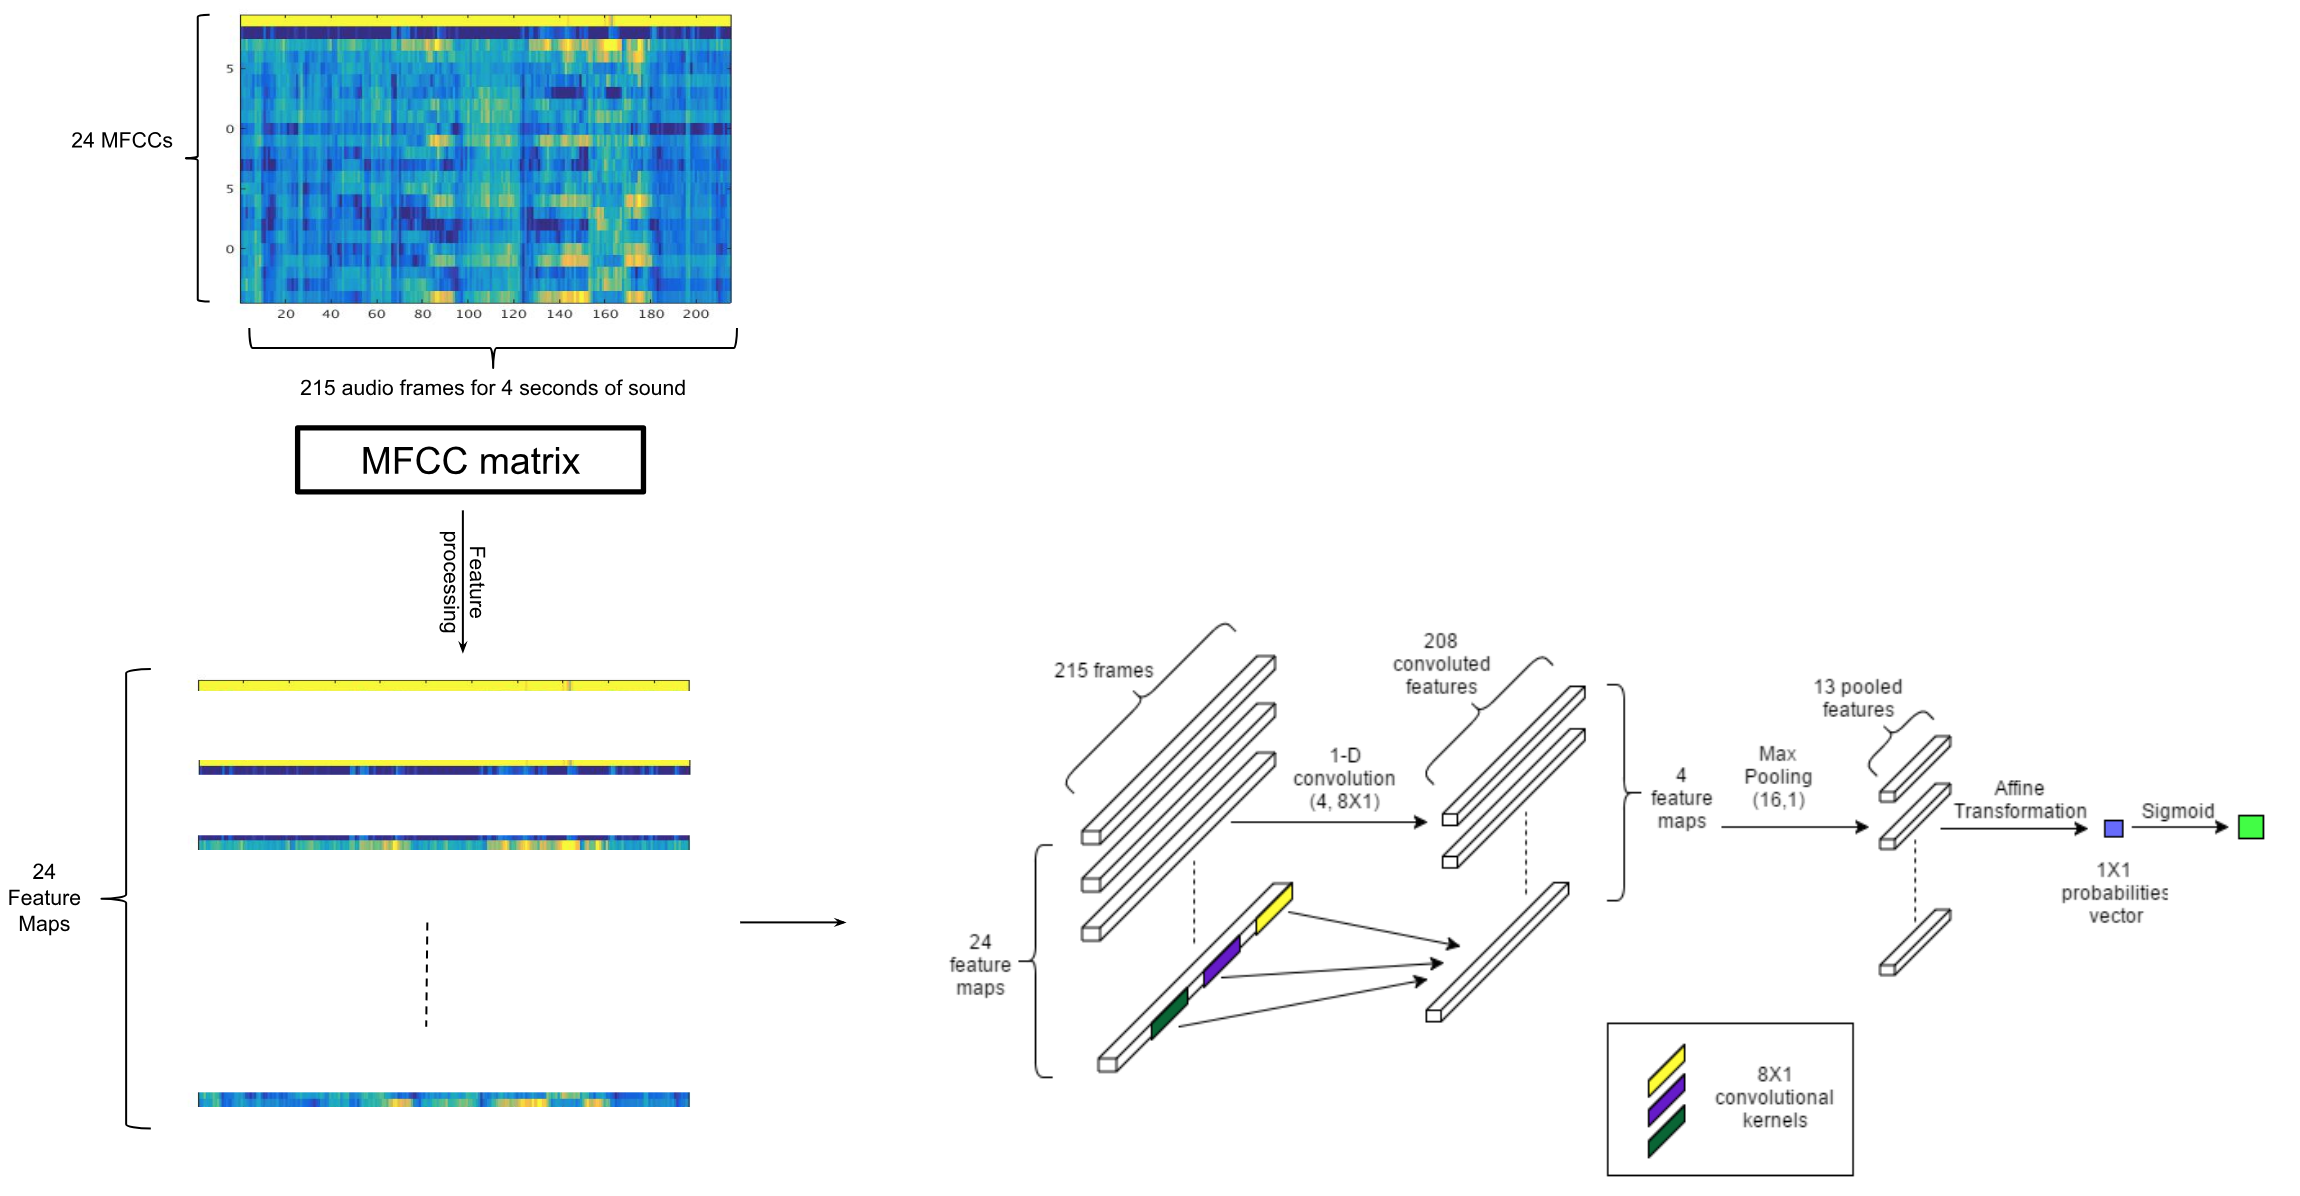 5
24 MFCCs
0
5
0
20 40 60 80 100 120 140 160 180 200
215 audio frames for 4 seconds of sound
MFCC matrix
Feature
processing
24
Feature
Maps
215 frames
24
feature
maps
1-D
convolution
(4, 8X1)
208
convoluted
features
4
feature
maps
Max
Pooling
(16,1)
13 pooled
features
Affine
Transformation
1X1
probabilities
vector
Sigmoid
8X1
convolutional
kernels